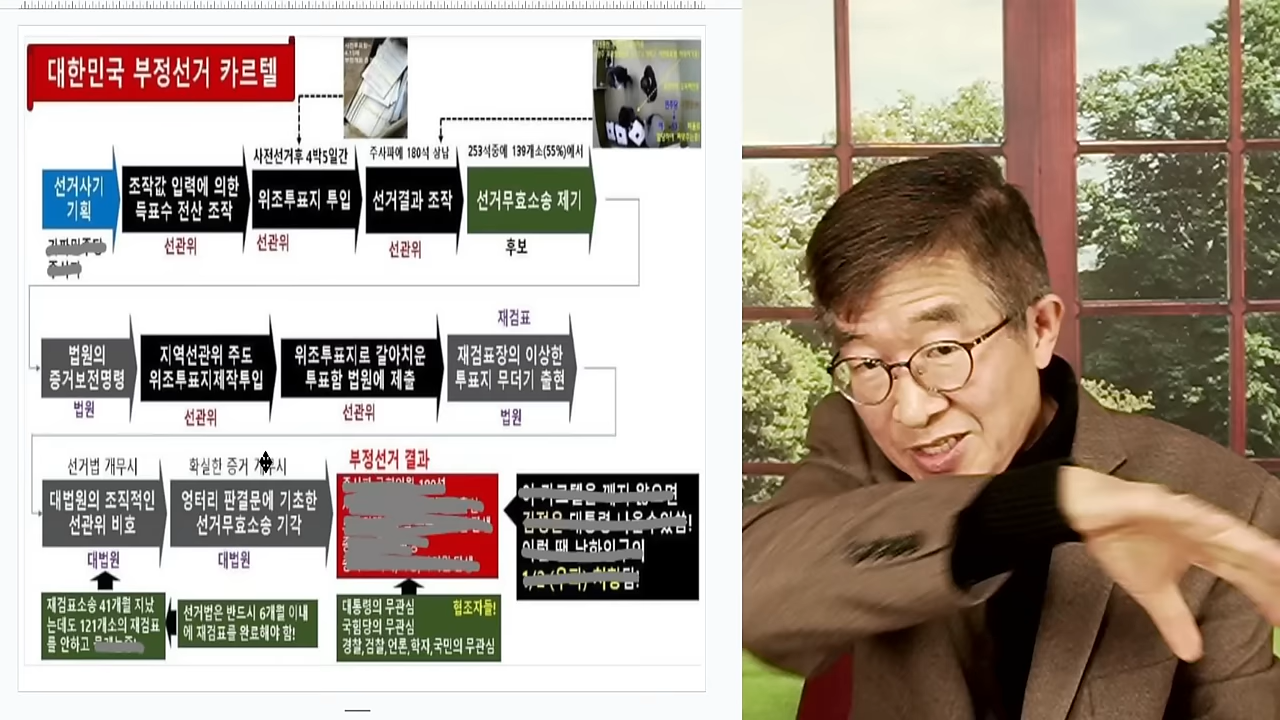 대한민국 부정선거 카르텔
사전선거후 4박5일간
주사파에 180석 상납
253석중에 139개소(55%)에서
선거사기
기획
조작값 입력에 의한
득표수 전산 조작
위조투표지 투입
선거결과 조작
선거무효소송 제기
선관위
선관위
선관위
후보
재검표
법원의
증거보전명령
지역선관위 주도
위조투표지제작투입
위조투표지로 갈아치운
투표함 법원에 제출
재검표장의 이상한
투표지 무더기 출현
법원
선관위
선관위
법원
선거법 개무시
확실한 증거 개무시
부정선거 결과
대법원의 조직적인
선관위 비호
엉터리 판결문에 기초한
선거무효소송 기각
대법원
대법원
재검표소송 41개월 지났
는데도 121개소의 재검표
를 안하고
선거법은 반드시 6개월 이내
에 재검표를 완료해야 함!
대통령의 무관심
협조자들!
국힘당의 무관심
경찰,검찰,언론,학자,국민의 무관심